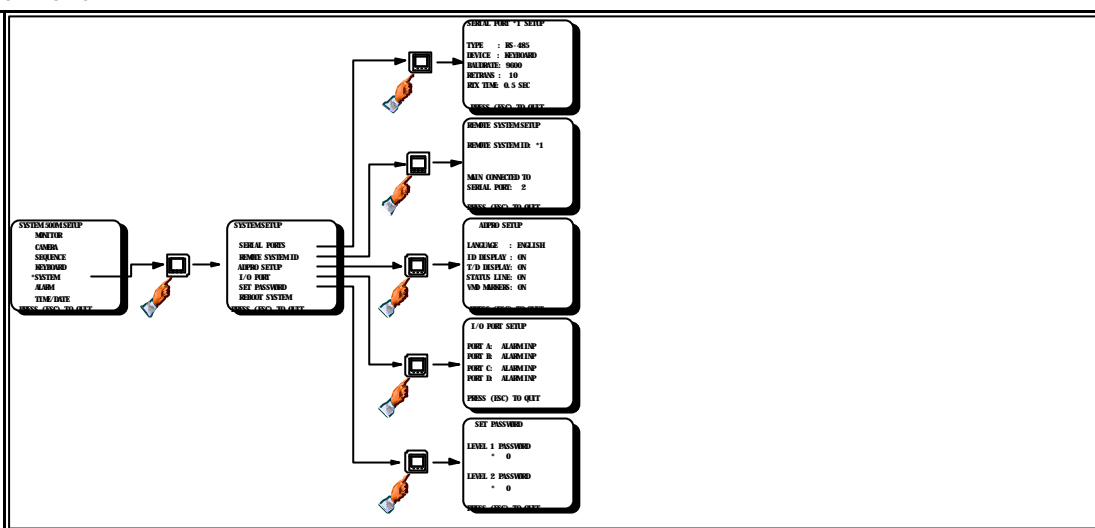 SYSTEM 500M SETUP
MINITOR
CAMERA
SEQUENCE
KEYBOARD
*SYSTEM
ALARM
TIME/DATE
PRESS (ESC) TO QUIT
SYSTEM SETUP
SERIAL PORTS
REMOTE SYSTEM ID
ADPRO SETUP
I/O PORT
SET PASSWORD
REBOOT SYSTEM
PRESS (ESC) TO QUIT
SERIAL PORT *1 SETUP
TYPE : RS-485
DEVICE : KEYBOARD
BAUDRATE: 9600
RETRANS : 10
RTX TIME: 0.5 SEC
PRESS (ESC) TO QUIT
REMOTE SYSTEM SETUP
REMOTE SYSTEM ID: *1
MAIN CONNECTED TO
SERIAL PORT: 2
PRESS (ESC) TO QUIT
ADPRO SETUP
LANGUAGE : ENGLISH
ID DISPLAY : ON
T/D DISPLAY: ON
STATUS LINE: ON
VMD MARKERS: ON
PRESS (ESC) TO QUIT
I/O PORT SETUP
PORT A: ALARM INP
PORT B: ALARM INP
PORT C: ALARM INP
PORT D: ALARM INP
PRESS (ESC) TO QUIT
SET PASSWORD
LEVEL 1 PASSWORD
* 0
LEVEL 2 PASSWORD
* 0
PRESS (ESC) TO QUIT